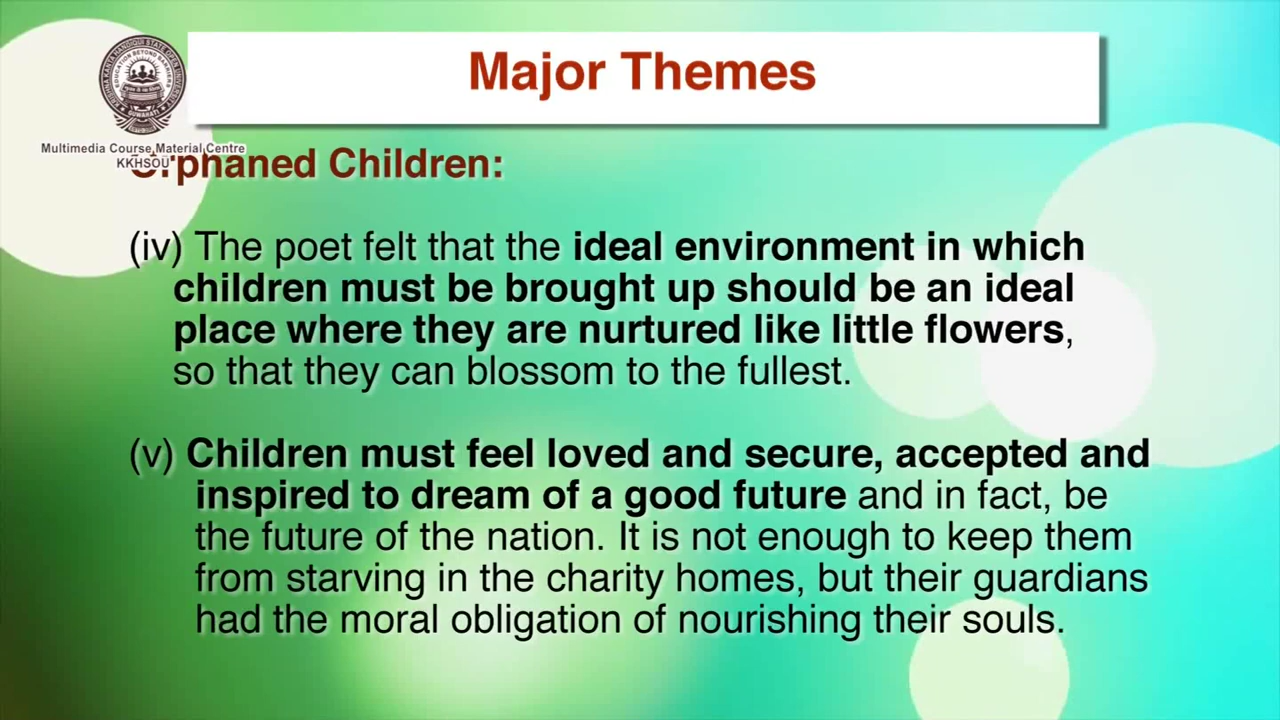 Major Themes
Multimedia Course Material Centre
KKHSOU
Orphaned Children:
(iv) The poet felt that the ideal environment in which
children must be brought up should be an ideal
place where they are nurtured like little flowers,
so that they can blossom to the fullest.
(v) Children must feel loved and secure, accepted and
inspired to dream of a good future and in fact, be
the future of the nation. It is not enough to keep them
from starving in the charity homes, but their guardians
had the moral obligation of nourishing their souls.